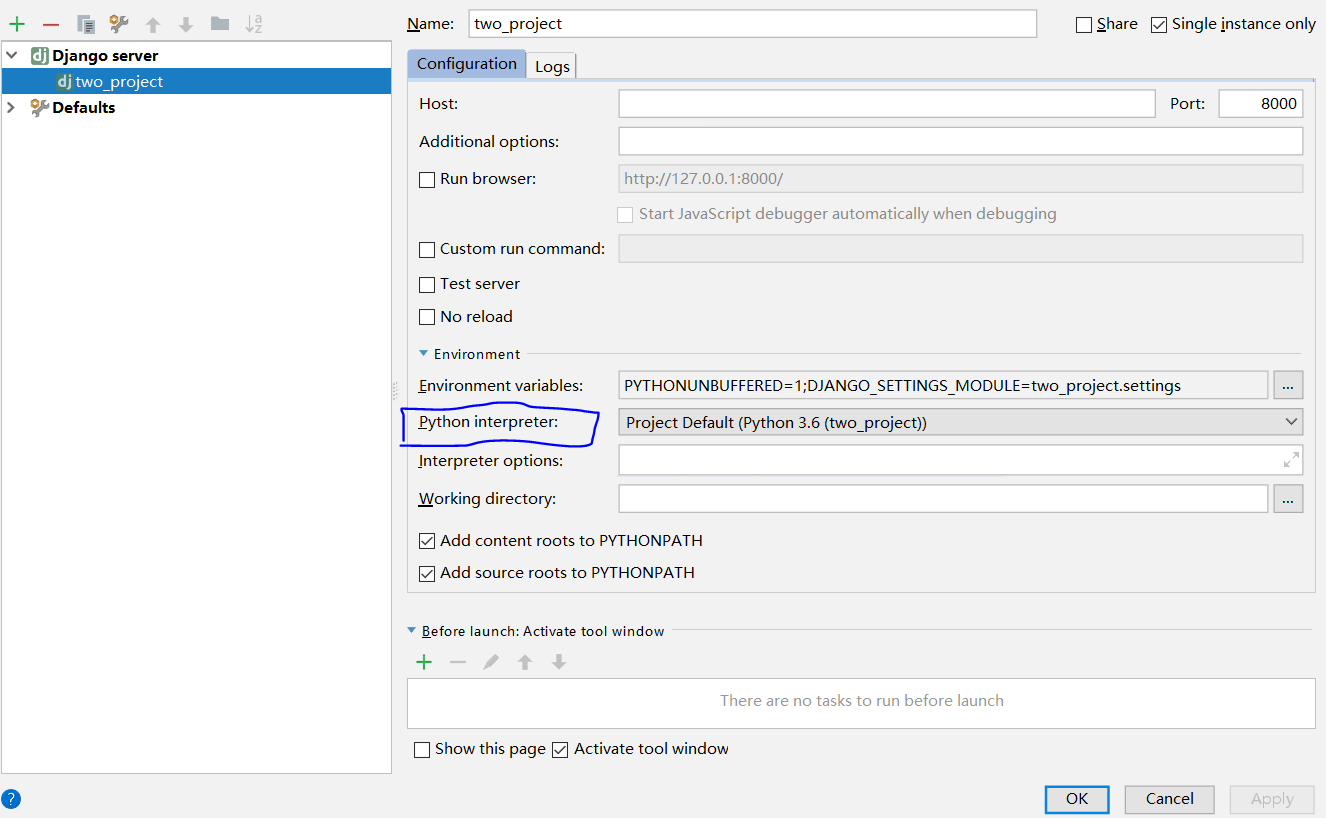 Name: two_project Share Single instance only
dj Django server
dj two_project
Defaults
Configuration Logs
Host: Port: 8000
Additional options:
Run browser: http://127.0.0.1:8000/
Start JavaScript debugger automatically when debugging
Custom run command:
Test server
No reload
Environment
Environment variables: PYTHONUNBUFFERED=1;DJANGO_SETTINGS_MODULE=two_project.settings ...
Python interpreter: Project Default (Python 3.6 (two_project))
Interpreter options:
Working directory: ...
Add content roots to PYTHONPATH
Add source roots to PYTHONPATH
Before launch: Activate tool window
There are no tasks to run before launch
Show this page Activate tool window
? OK Cancel Apply